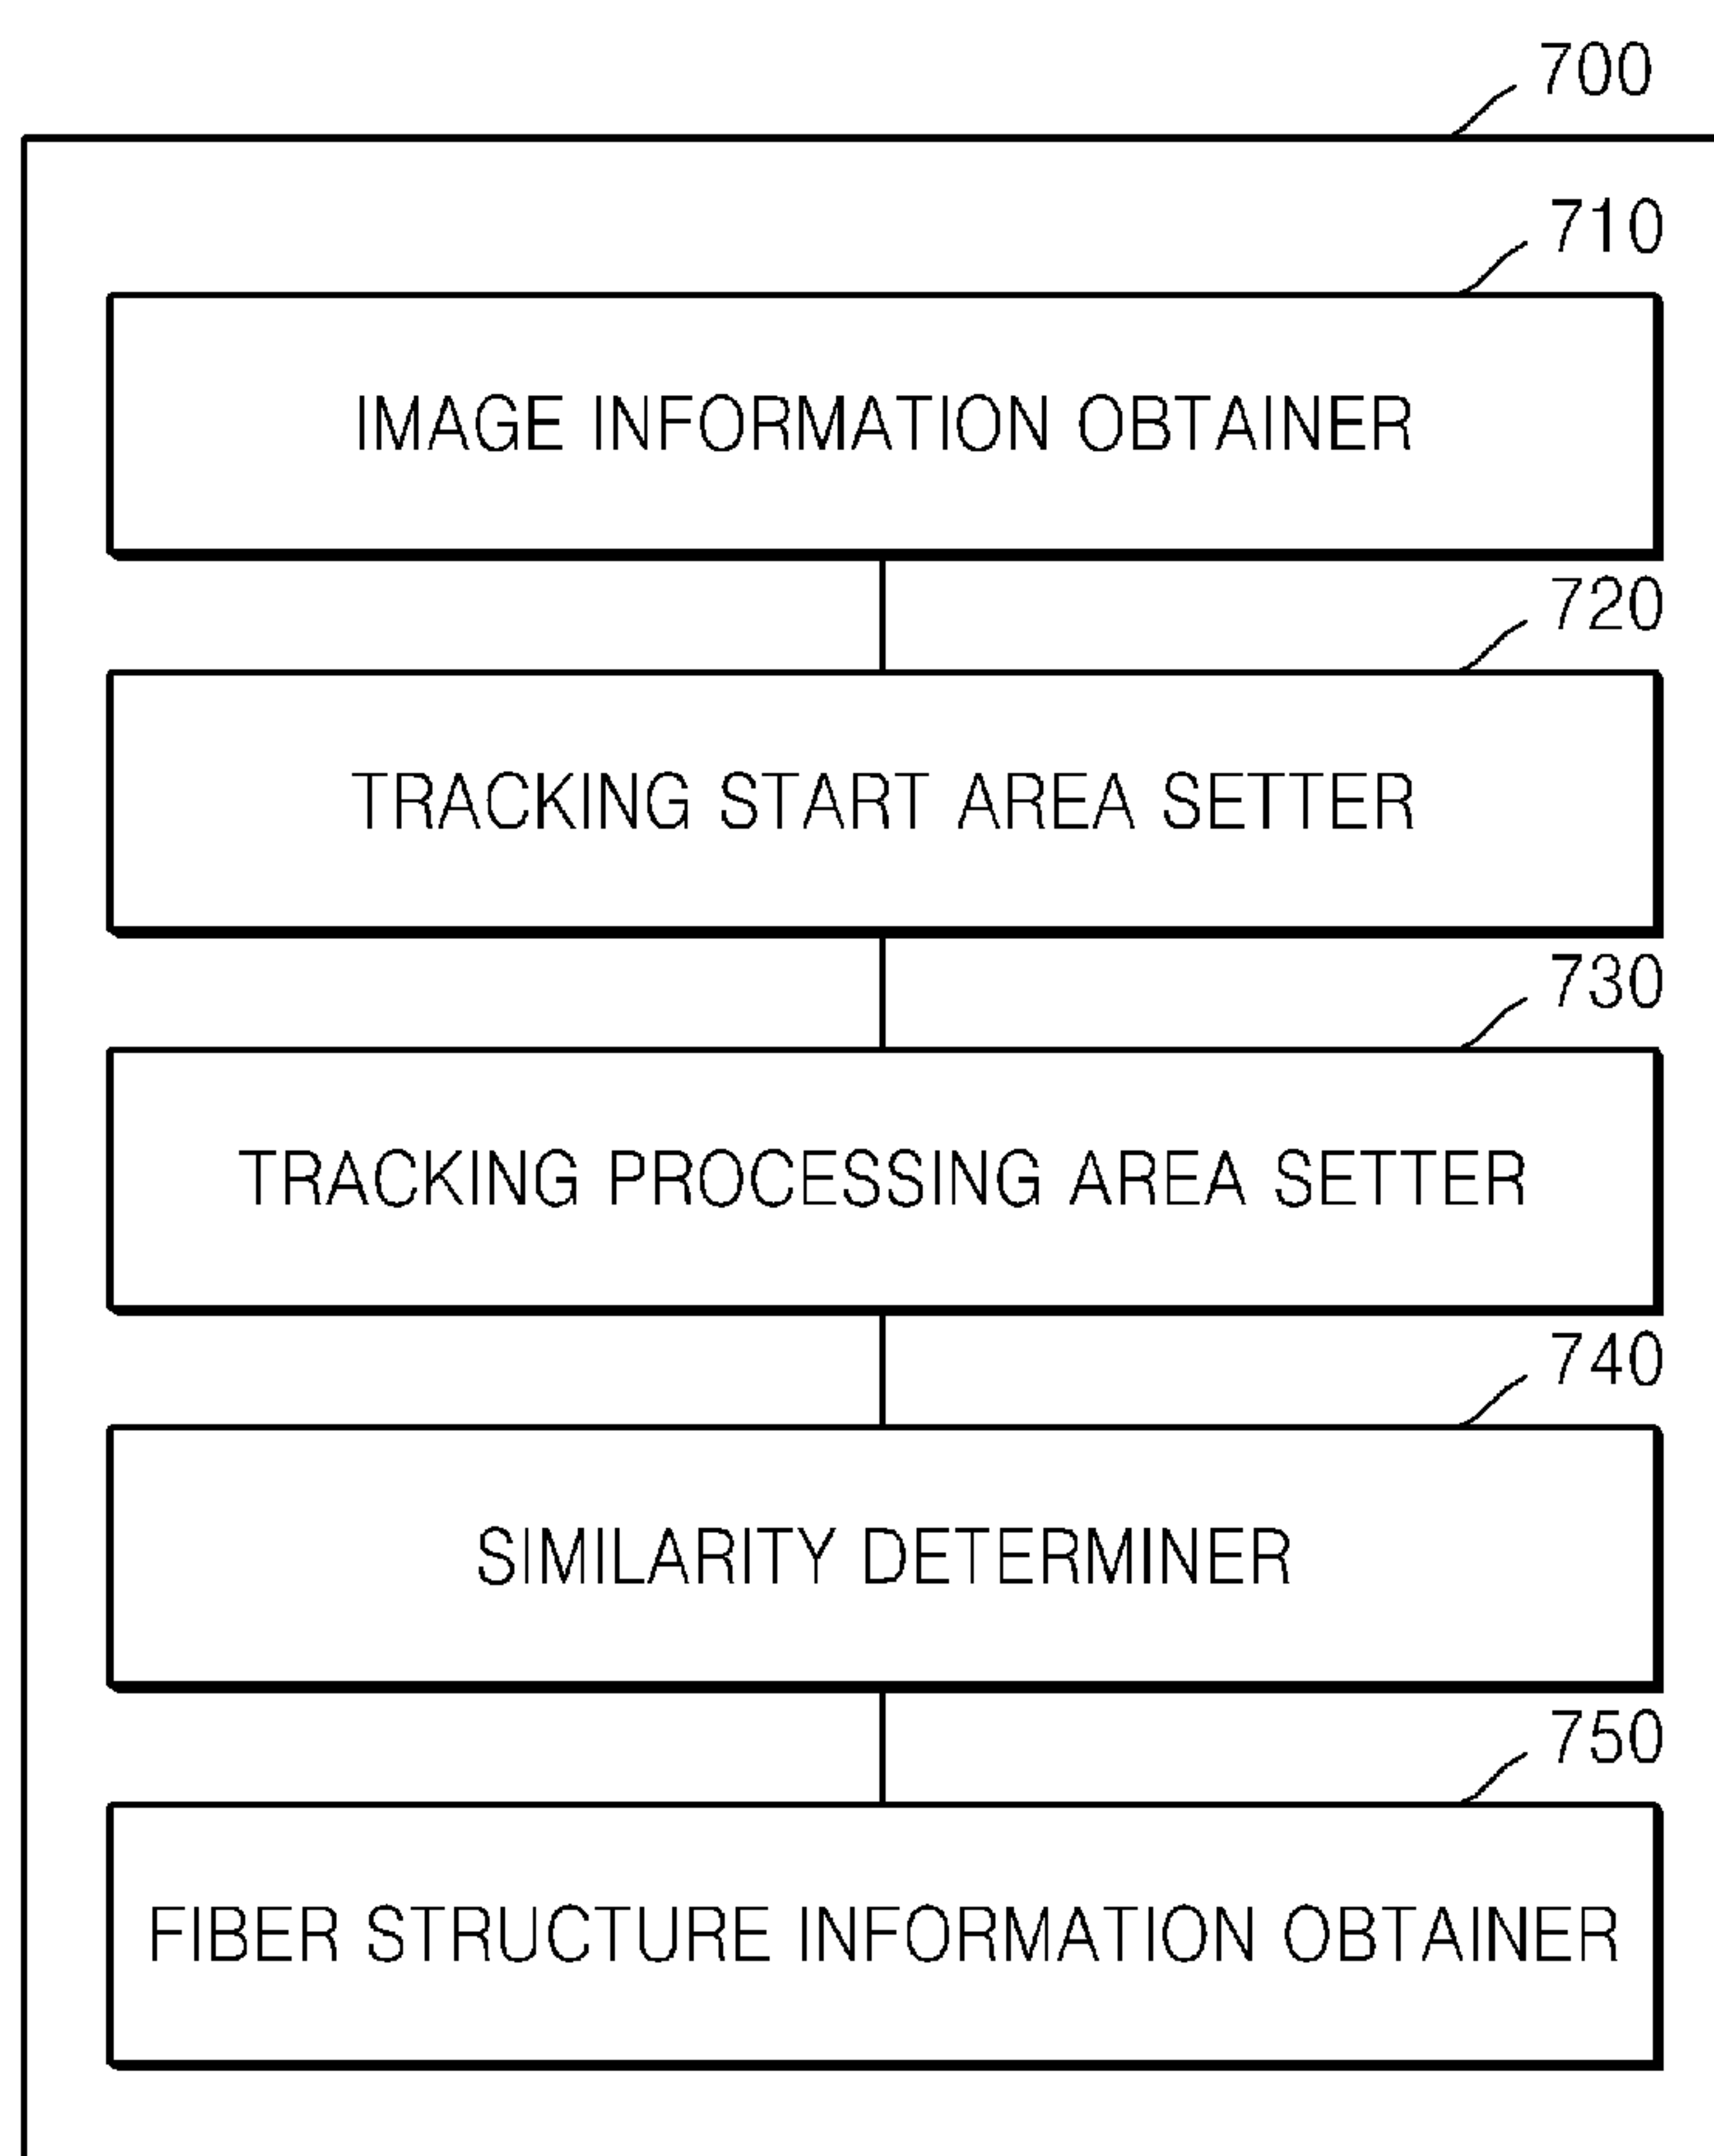 700
710
IMAGE INFORMATION OBTAINER
720
TRACKING START AREA SETTER
730
TRACKING PROCESSING AREA SETTER
740
SIMILARITY DETERMINER
750
FIBER STRUCTURE INFORMATION OBTAINER